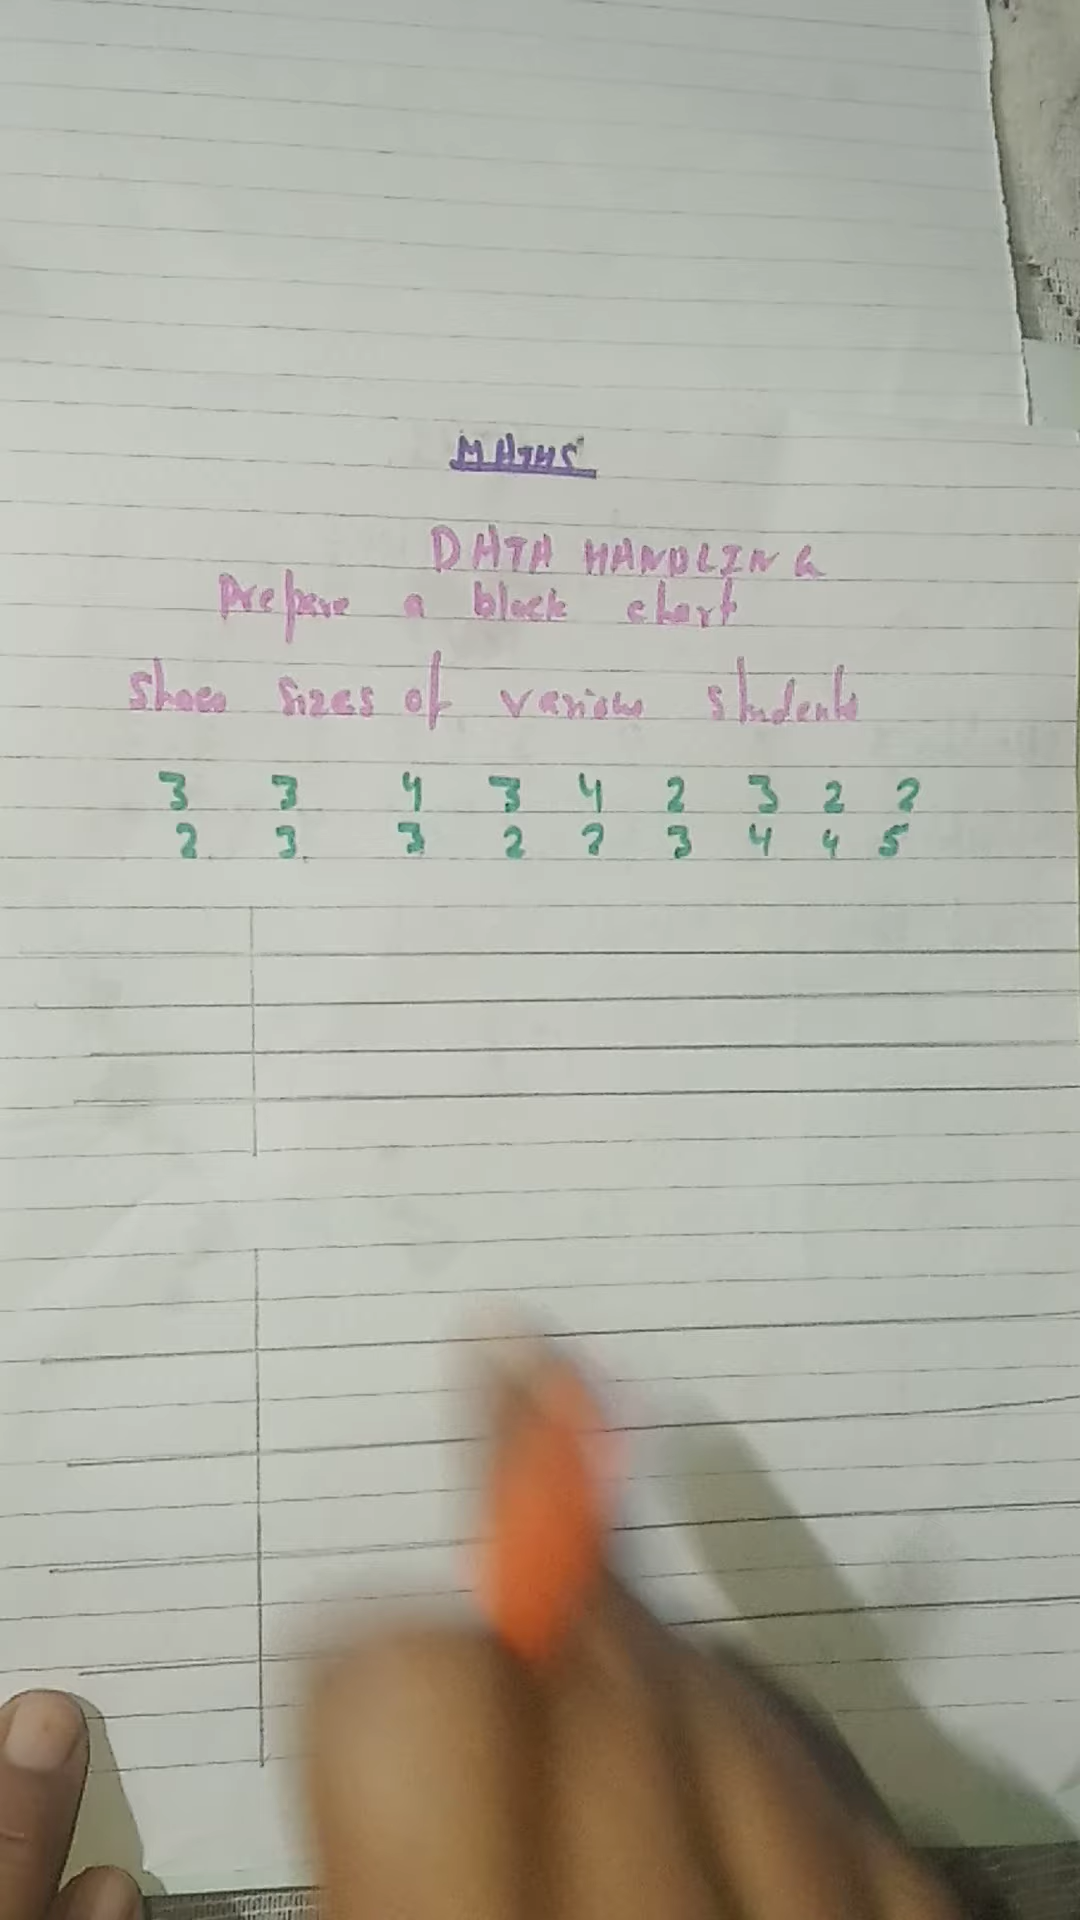 MATHS
DATA HANDLING
Prepare a block chart
Shoes sizes of various students
3 3 4 3 4 2 3 2 2
2 3 3 2 2 3 4 4 5